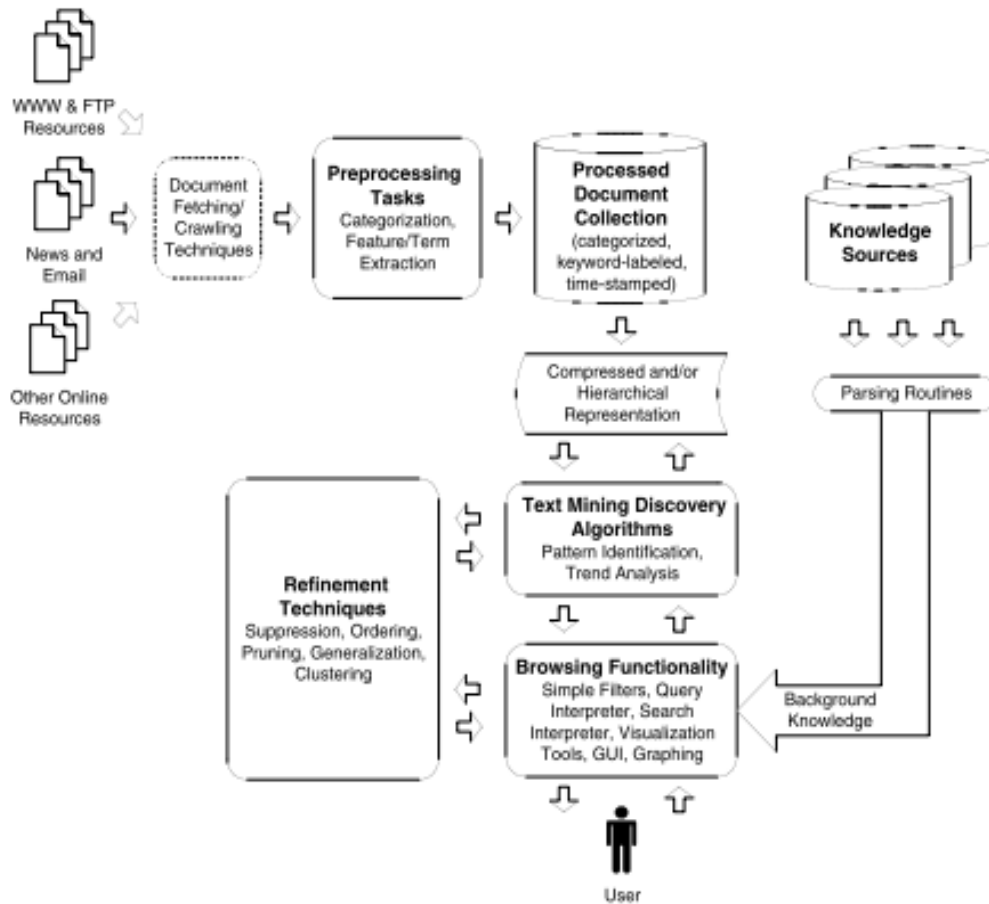 WWW & FTP
Resources
News and
Email
Other Online
Resources
Document
Fetching/
Crawling
Techniques
Preprocessing
Tasks
Categorization,
Feature/Term
Extraction
Processed
Document
Collection
(categorized,
keyword-labeled,
time-stamped)
Knowledge
Sources
Compressed and/or
Hierarchical
Representation
Parsing Routines
Text Mining Discovery
Algorithms
Pattern Identification,
Trend Analysis
Refinement
Techniques
Suppression, Ordering,
Pruning, Generalization,
Clustering
Browsing Functionality
Simple Filters, Query
Interpreter, Search
Interpreter, Visualization
Tools, GUI, Graphing
Background
Knowledge
User